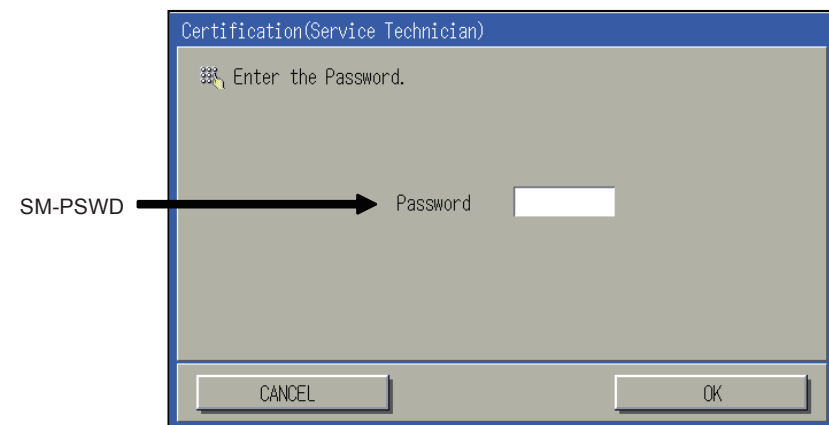 Certification(Service Technician)
Enter the Password.
SM-PSWD
Password
CANCEL
OK